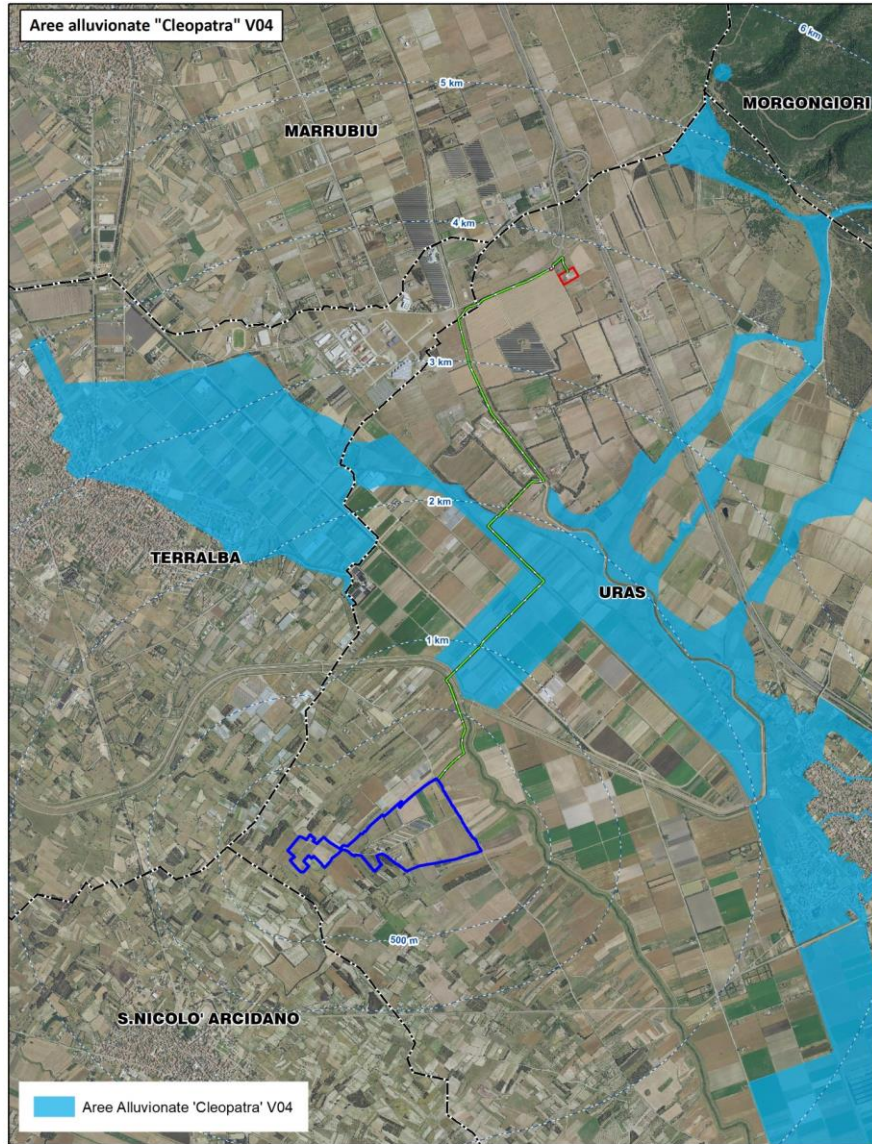 Aree alluvionate "Cleopatra" V04
6 km
5 km
MORGONGIORI
MARRUBIU
4 km
3 km
2 km
TERRALBA
URAS
1 km
500 m
S.NICOLO' ARCIDANO
Aree Alluvionate 'Cleopatra' V04